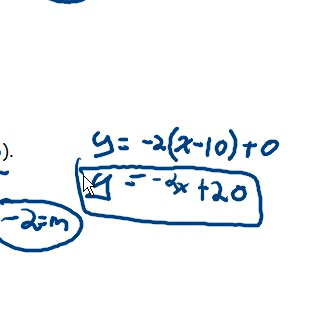 ).
y = -2(x-10)+0
y = -2x +20
-2=m